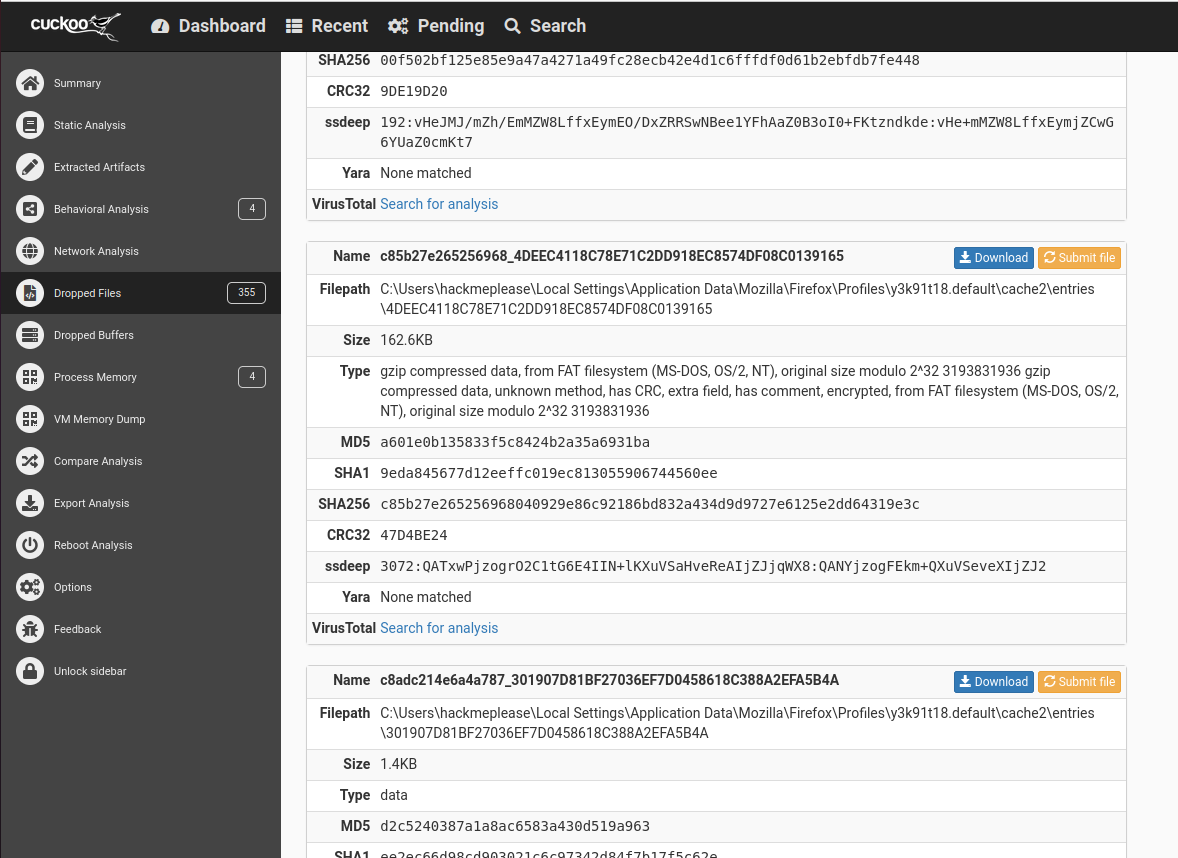 cuckoo Dashboard Recent Pending Search
Summary
Static Analysis
Extracted Artifacts
Behavioral Analysis 4
Network Analysis
Dropped Files 355
Dropped Buffers
Process Memory 4
VM Memory Dump
Compare Analysis
Export Analysis
Reboot Analysis
Options
Feedback
Unlock sidebar
SHA256 00f502bf125e85e9a47a4271a49fc28ecb42e4d1c6fffdf0d61b2ebfdb7fe448
CRC32 9DE19D20
ssdeep 192:vHeJMJ/mZh/EmMZW8LffxEymEO/DxZRRSwNBee1YFhAaZ0B3oI0+FKtzndkde:vHe+mMZW8LffxEymjZCwG
6YUaZ0cmKt7
Yara None matched
VirusTotal Search for analysis
Name c85b27e265256968_4DEEC4118C78E71C2DD918EC8574DF08C0139165 Download Submit file
Filepath C:\Users\hackmeplease\Local Settings\Application Data\Mozilla\Firefox\Profiles\y3k91t18.default\cache2\entries
\4DEEC4118C78E71C2DD918EC8574DF08C0139165
Size 162.6KB
Type gzip compressed data, from FAT filesystem (MS-DOS, OS/2, NT), original size modulo 2^32 3193831936 gzip
compressed data, unknown method, has CRC, extra field, has comment, encrypted, from FAT filesystem (MS-DOS, OS/2,
NT), original size modulo 2^32 3193831936
MD5 a601e0b135833f5c8424b2a35a6931ba
SHA1 9eda845677d12eeffc019ec813055906744560ee
SHA256 c85b27e265256968040929e86c92186bd832a434d9d9727e6125e2dd64319e3c
CRC32 47D4BE24
ssdeep 3072:QATxwPjzogrO2C1tG6E4IIN+lKXuVSaHveReAIjZJjqWX8:QANYjzogFEkm+QXuVSeveXIjZJ2
Yara None matched
VirusTotal Search for analysis
Name c8adc214e6a4a787_301907D81BF27036EF7D0458618C388A2EFA5B4A Download Submit file
Filepath C:\Users\hackmeplease\Local Settings\Application Data\Mozilla\Firefox\Profiles\y3k91t18.default\cache2\entries
\301907D81BF27036EF7D0458618C388A2EFA5B4A
Size 1.4KB
Type data
MD5 d2c5240387a1a8ac6583a430d519a963
SHA1 ee2ec66d98cd903021c6c97342d84f7b17f5c62e